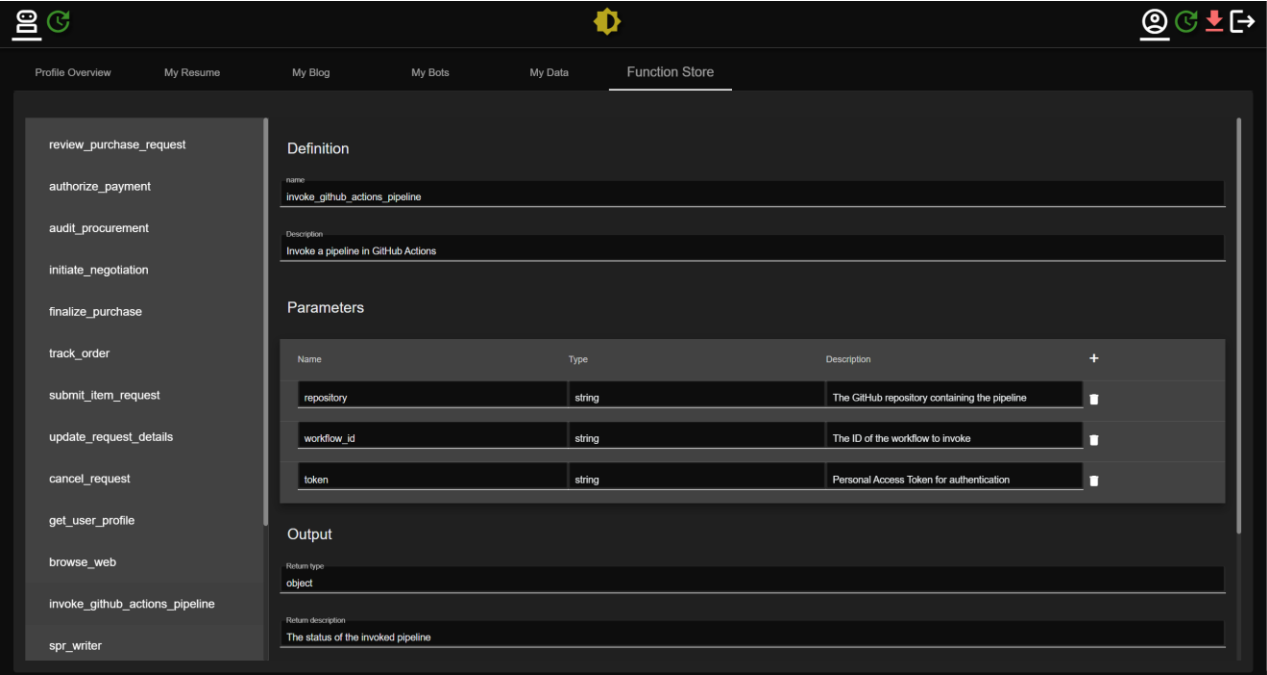 Profile Overview My Resume My Blog My Bots My Data Function Store
review_purchase_request
authorize_payment
audit_procurement
initiate_negotiation
finalize_purchase
track_order
submit_item_request
update_request_details
cancel_request
get_user_profile
browse_web
invoke_github_actions_pipeline
spr_writer
Definition
name
invoke_github_actions_pipeline
Description
Invoke a pipeline in GitHub Actions
Parameters
Name Type Description +
repository string The GitHub repository containing the pipeline
workflow_id string The ID of the workflow to invoke
token string Personal Access Token for authentication
Output
Return type
object
Return description
The status of the invoked pipeline